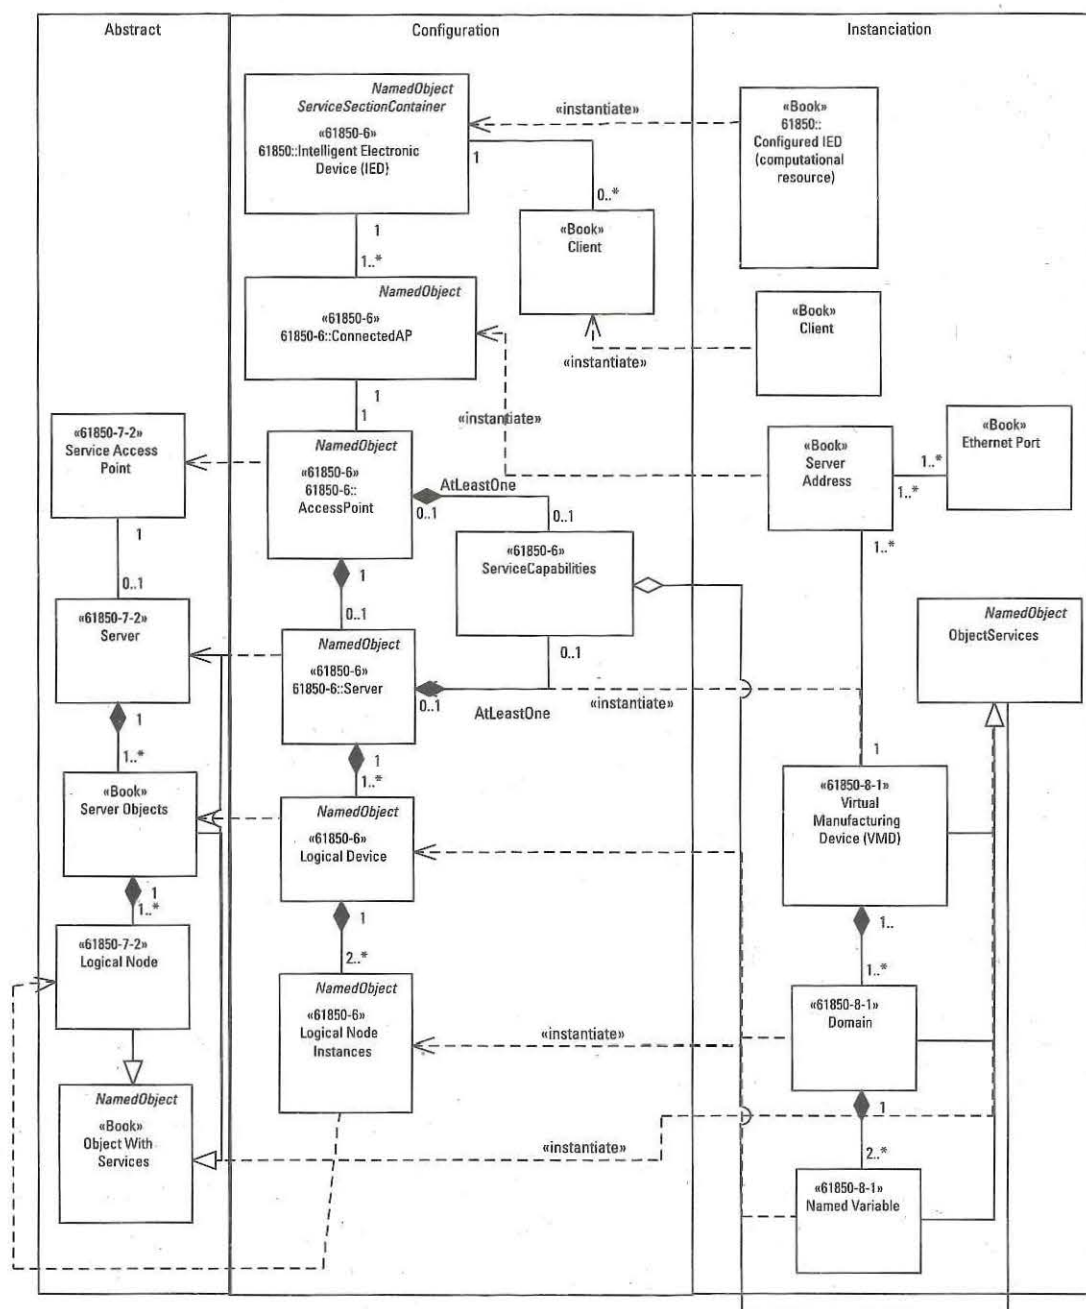 Abstract
Configuration
Instanciation
NamedObject
ServiceSectionContainer
«61850-6»
61850::Intelligent Electronic
Device (IED)
1
1
«instantiate»
«Book»
61850::
Configured IED
(computational
resource)
0..*
«Book»
Client
1..*
NamedObject
«61850-6»
61850-6::ConnectedAP
1
«instantiate»
«Book»
Client
«instantiate»
1
«61850-7-2»
Service Access
Point
1
NamedObject
«61850-6»
61850-6::
AccessPoint
AtLeastOne
0..1
0..1
1
«Book»
Server
Address
1..*
1..*
1..*
«Book»
Ethernet Port
«61850-6»
ServiceCapabilities
0..1
0..1
«61850-7-2»
Server
1
0..1
NamedObject
«61850-6»
61850-6::Server
0..1
AtLeastOne
«instantiate»
1
NamedObject
ObjectServices
1..*
«Book»
Server Objects
1
1..*
NamedObject
«61850-6»
Logical Device
1
1
«61850-8-1»
Virtual
Manufacturing
Device (VMD)
1..
1..*
«61850-7-2»
Logical Node
1..*
2..*
NamedObject
«61850-6»
Logical Node
Instances
«instantiate»
1..*
«61850-8-1»
Domain
1
NamedObject
«Book»
Object With
Services
«instantiate»
2..*
«61850-8-1»
Named Variable